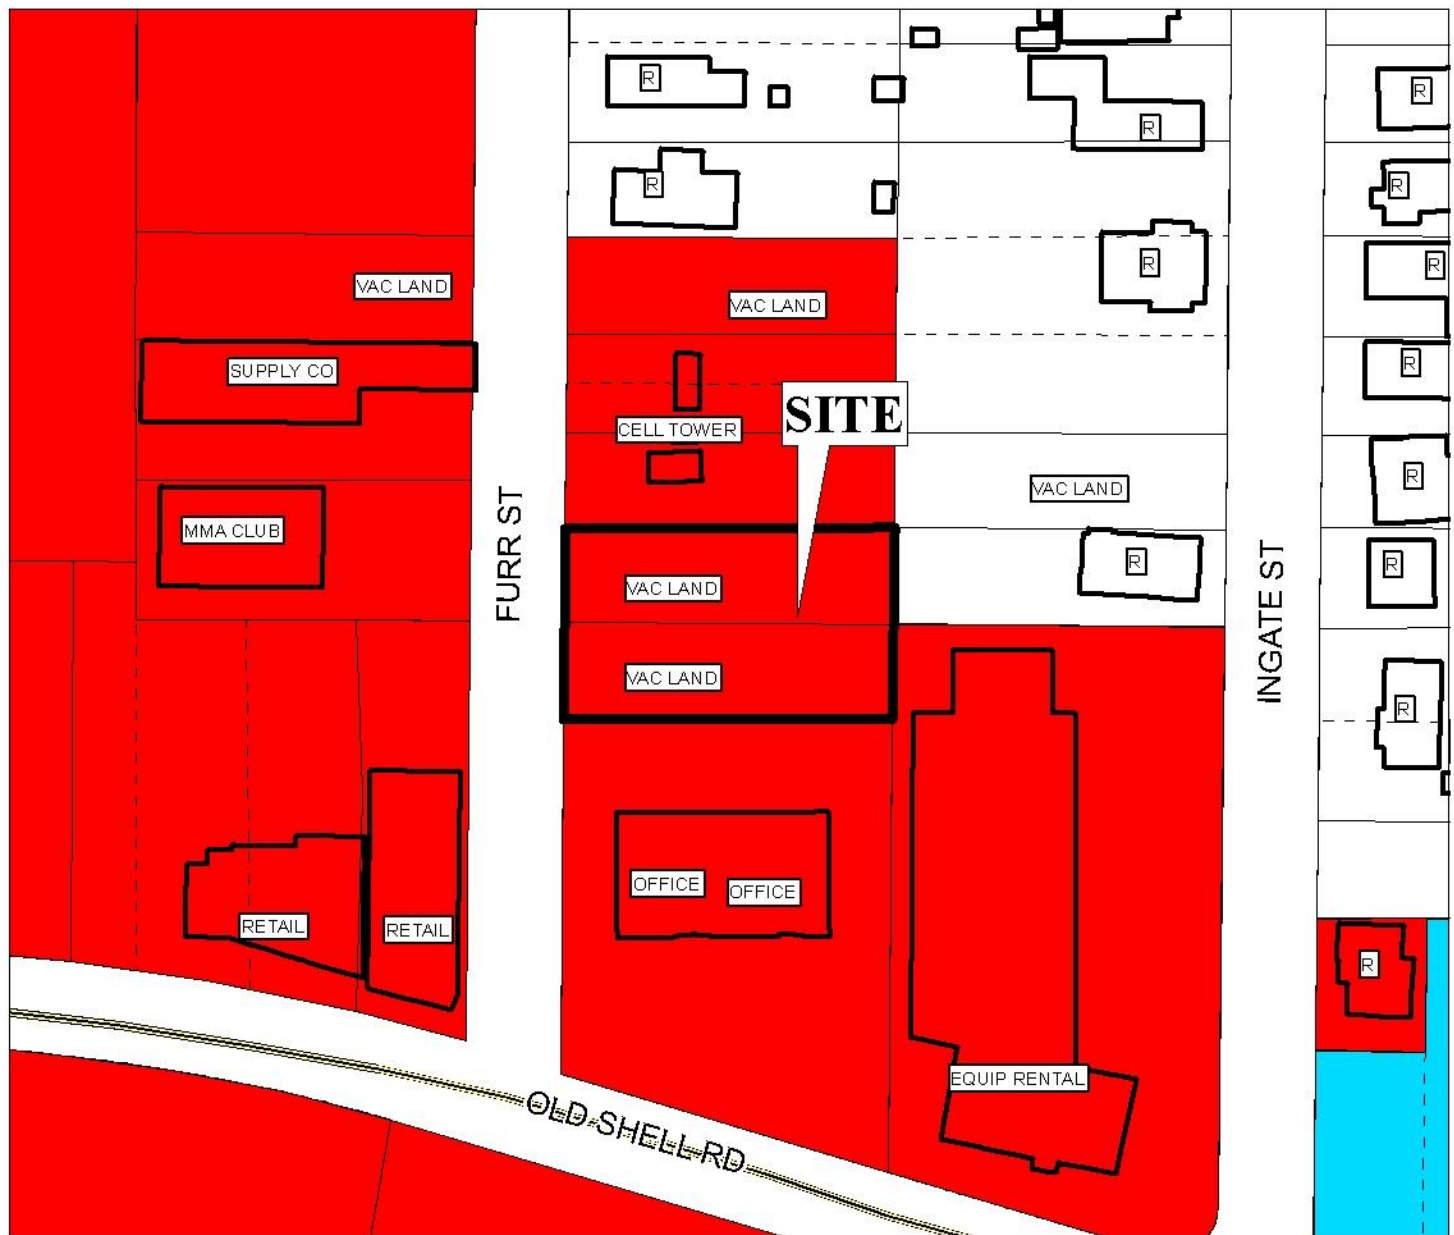 R
R
R
R
R
R
VAC LAND
VAC LAND
R
R
SUPPLY CO
R
SITE
CELL TOWER
R
VAC LAND
MMA CLUB
FURR ST
VAC LAND
R
R
INGATE ST
VAC LAND
R
OFFICE
OFFICE
RETAIL
RETAIL
R
EQUIP RENTAL
OLD SHELL RD